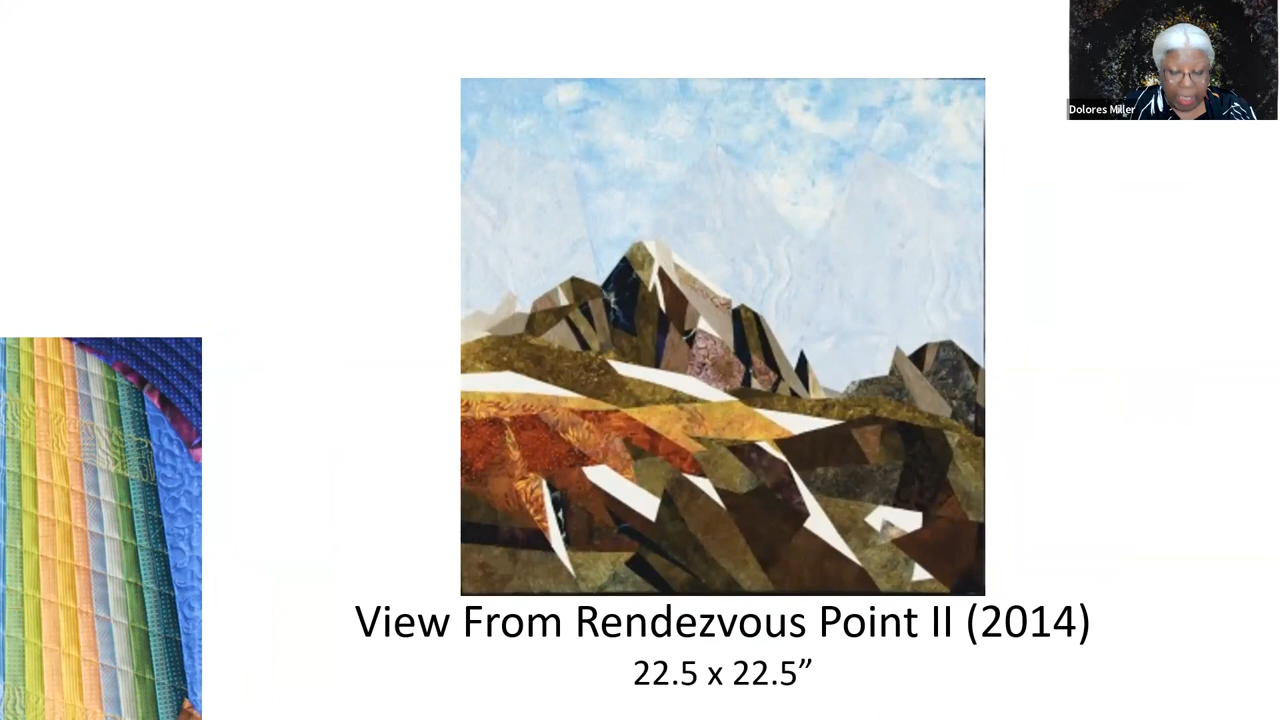 Dolores Miller
View From Rendezvous Point II (2014)
22.5 x 22.5”